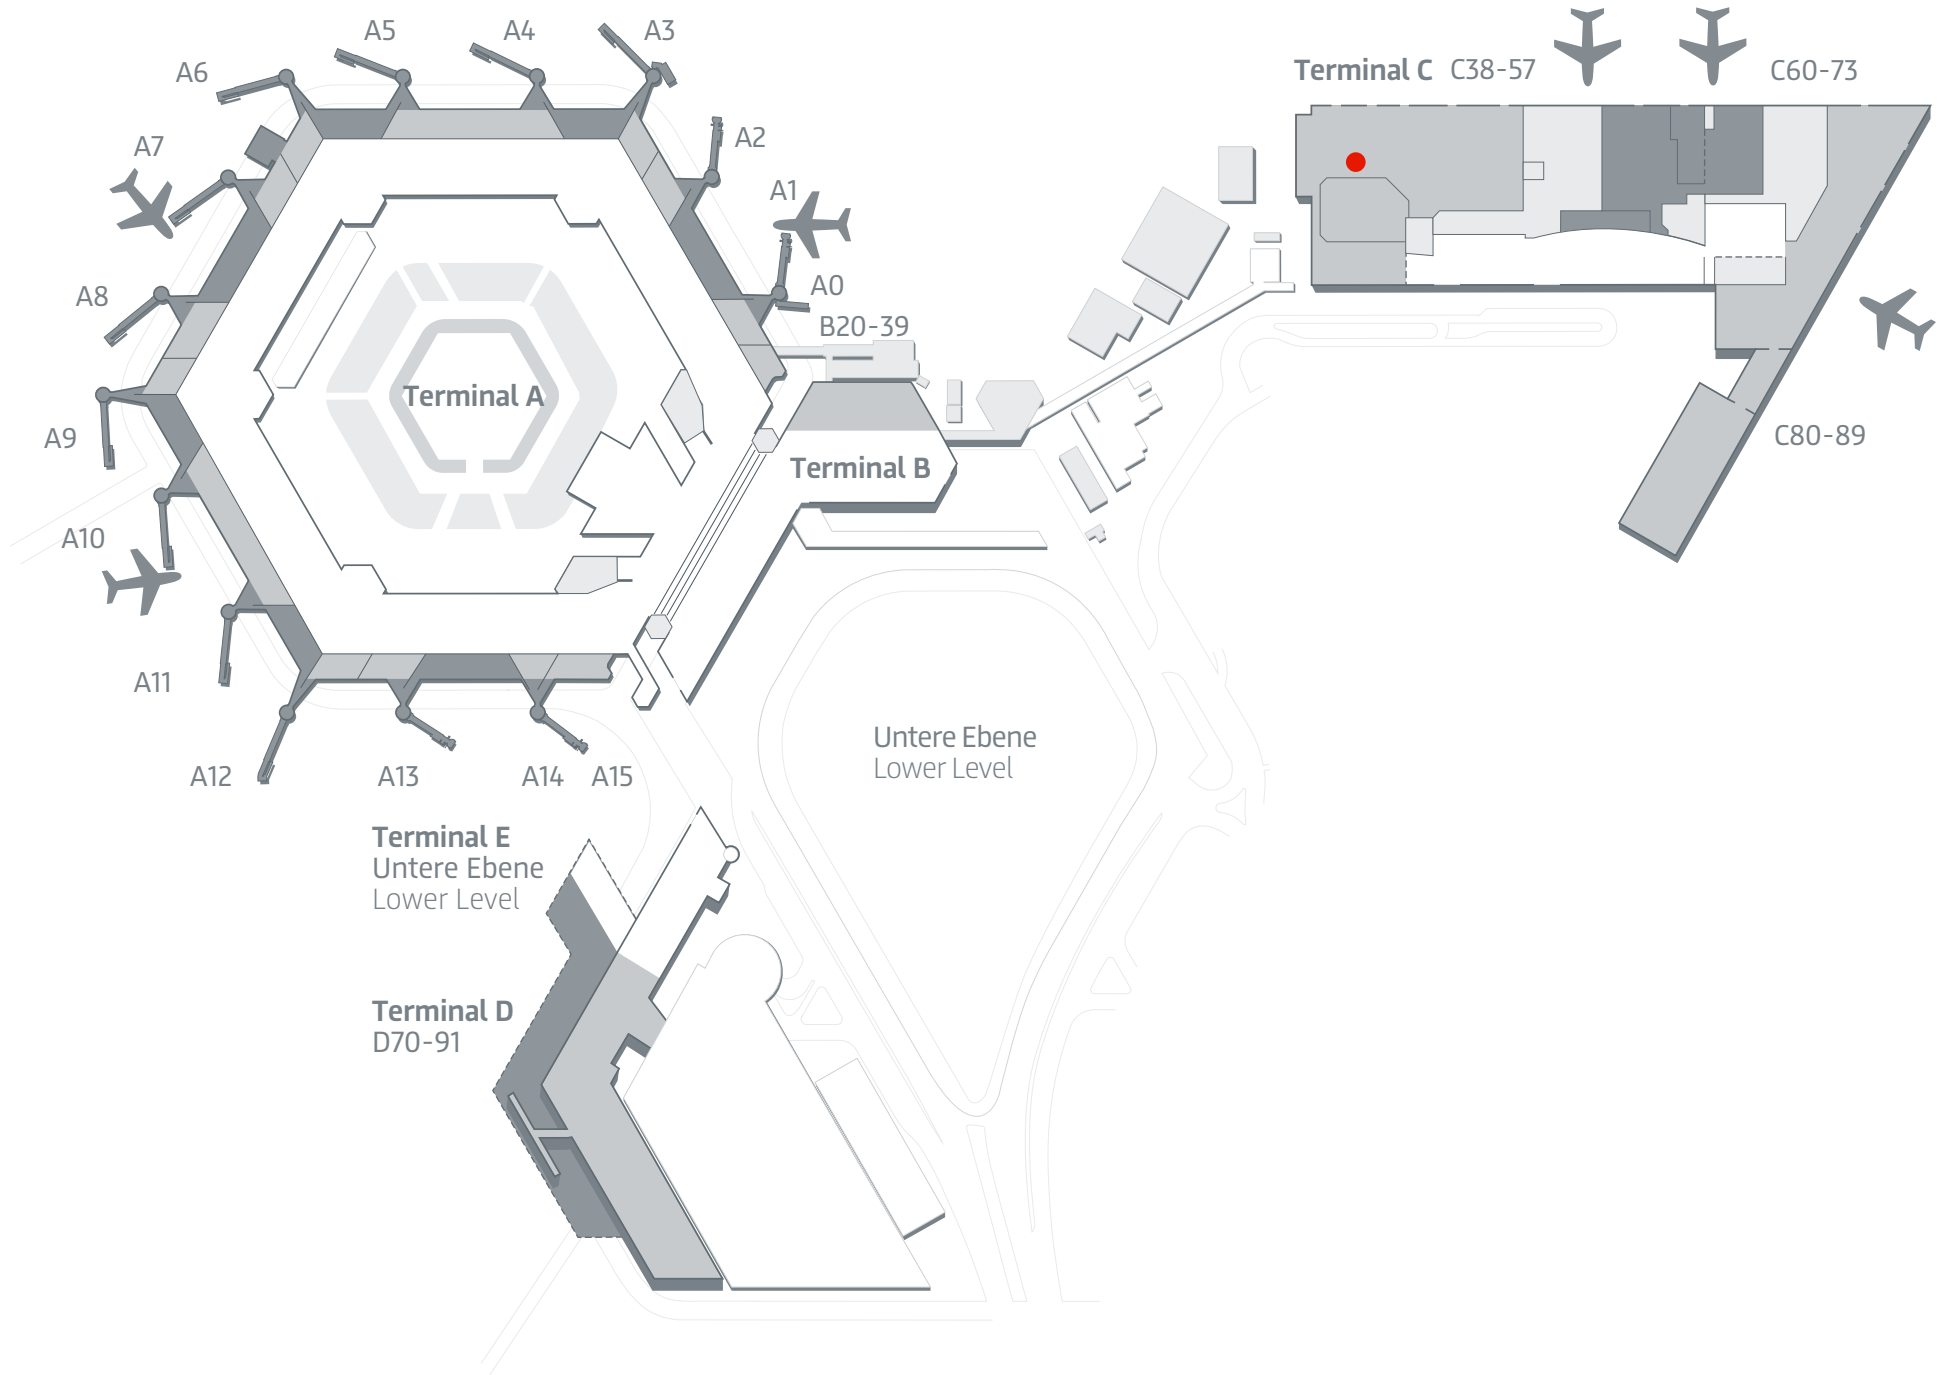 A5
A4
A3
A6
Terminal C C38-57
C60-73
A2
A7
A1
A0
A8
B20-39
Terminal A
A9
C80-89
Terminal B
A10
A11
Untere Ebene
Lower Level
A12
A13
A14
A15
Terminal E
Untere Ebene
Lower Level
Terminal D
D70-91